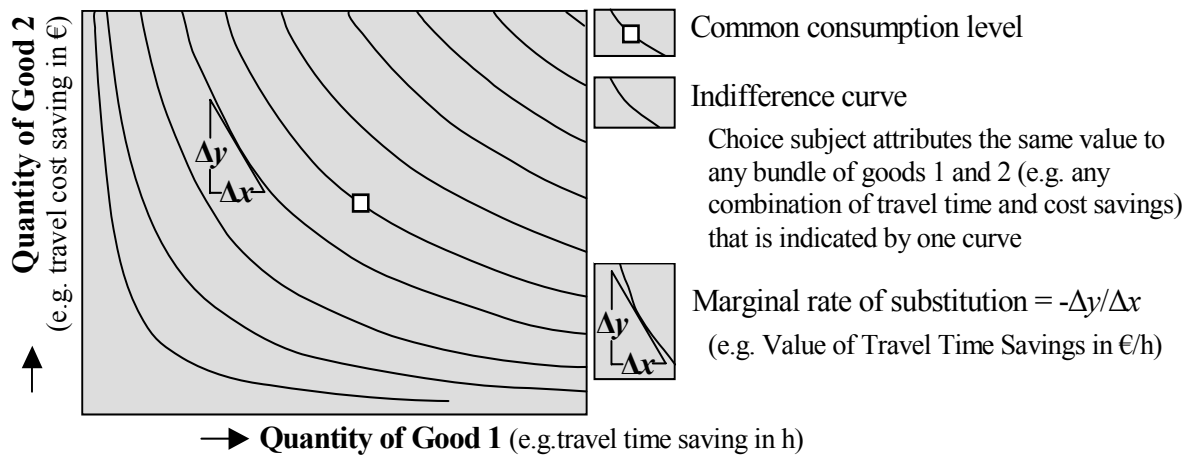 Quantity of Good 2
(e.g. travel cost saving in €)
Δy
Δx
Quantity of Good 1 (e.g.travel time saving in h)
Common consumption level
Indifference curve
Choice subject attributes the same value to
any bundle of goods 1 and 2 (e.g. any
combination of travel time and cost savings)
that is indicated by one curve
Δy
Δx
Marginal rate of substitution = -Δy/Δx
(e.g. Value of Travel Time Savings in €/h)